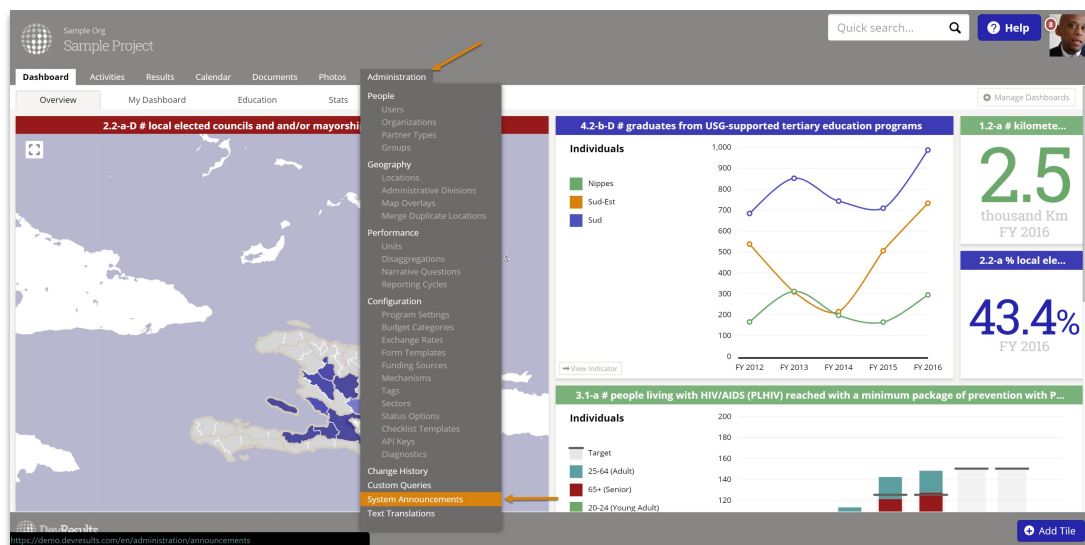 Sample Org
Sample Project
Quick search...
Help
8
Dashboard
Activities
Results
Calendar
Documents
Photos
Administration
Overview
My Dashboard
Education
Stats
Manage Dashboards
People
Users
Organizations
Partner Types
Groups
Geography
Locations
Administrative Divisions
Map Overlays
Merge Duplicate Locations
Performance
Units
Disaggregations
Narrative Questions
Reporting Cycles
Configuration
Program Settings
Budget Categories
Exchange Rates
Form Templates
Funding Sources
Mechanisms
Tags
Sectors
Status Options
Checklist Templates
API Keys
Diagnostics
Change History
Custom Queries
System Announcements
Text Translations
2.2-a-D # local elected councils and/or mayorshi
S
4.2-b-D # graduates from USG-supported tertiary education programs
Individuals
Nippes
Sud-Est
Sud
1,000
900
800
700
600
500
400
300
200
100
0
FY 2012
FY 2013
FY 2014
FY 2015
FY 2016
View Indicator
1.2-a # kilomete...
2.5
thousand Km
FY 2016
2.2-a % local ele...
43.4%
FY 2016
3.1-a # people living with HIV/AIDS (PLHIV) reached with a minimum package of prevention with P...
Individuals
Target
25-64 (Adult)
65+ (Senior)
20-24 (Young Adult)
200
180
160
140
120
DevResults
Add Tile
https://demo.devresults.com/en/administration/announcements